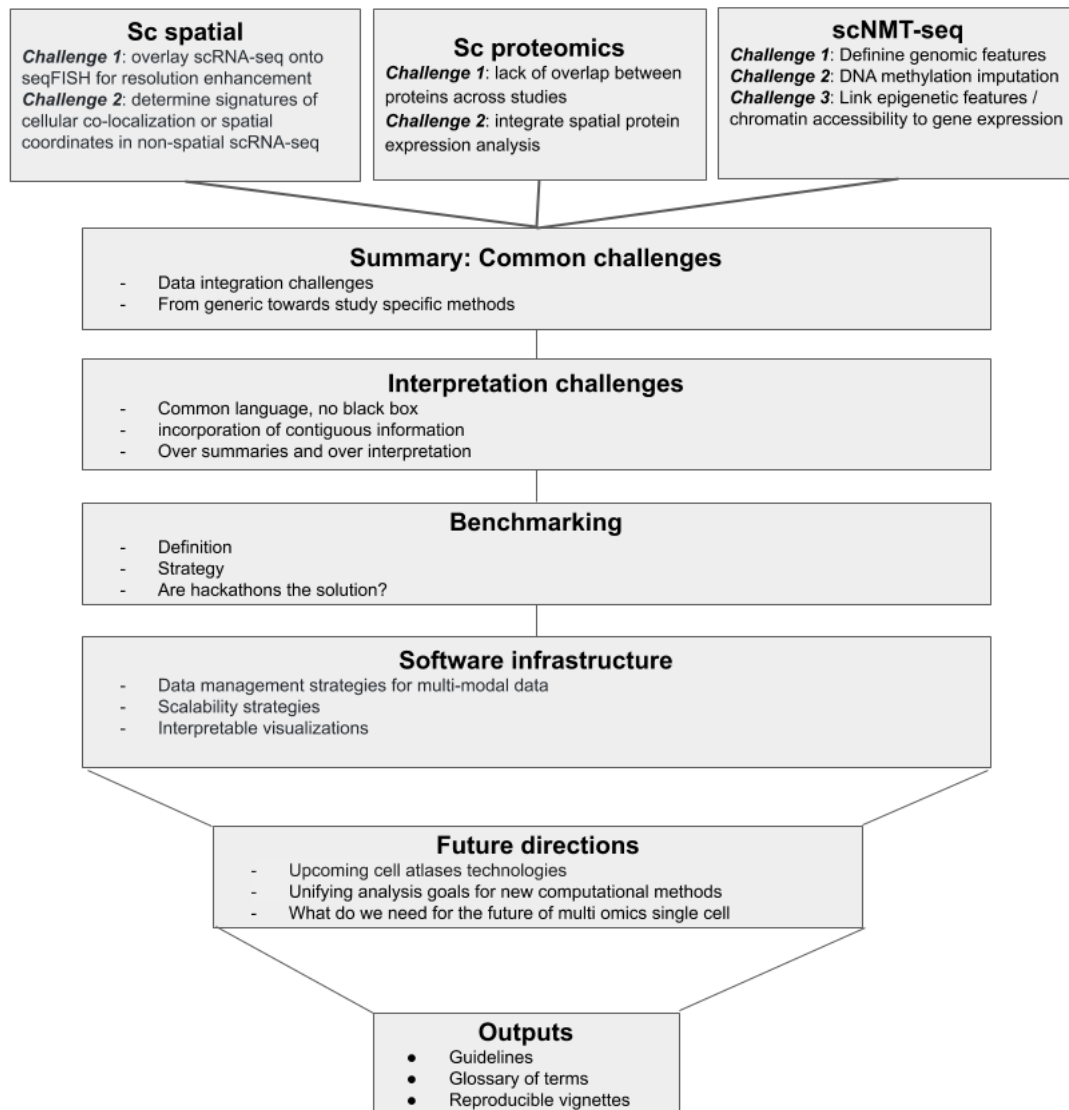 Sc spatial
Challenge 1: overlay scRNA-seq onto
seqFISH for resolution enhancement
Challenge 2: determine signatures of
cellular co-localization or spatial
coordinates in non-spatial scRNA-seq
Sc proteomics
Challenge 1: lack of overlap between
proteins across studies
Challenge 2: integrate spatial protein
expression analysis
scNMT-seq
Challenge 1: Definine genomic features
Challenge 2: DNA methylation imputation
Challenge 3: Link epigenetic features /
chromatin accessibility to gene expression
Summary: Common challenges
- Data integration challenges
- From generic towards study specific methods
Interpretation challenges
- Common language, no black box
- incorporation of contiguous information
- Over summaries and over interpretation
Benchmarking
- Definition
- Strategy
- Are hackathons the solution?
Software infrastructure
- Data management strategies for multi-modal data
- Scalability strategies
- Interpretable visualizations
Future directions
- Upcoming cell atlases technologies
- Unifying analysis goals for new computational methods
- What do we need for the future of multi omics single cell
Outputs
● Guidelines
● Glossary of terms
● Reproducible vignettes